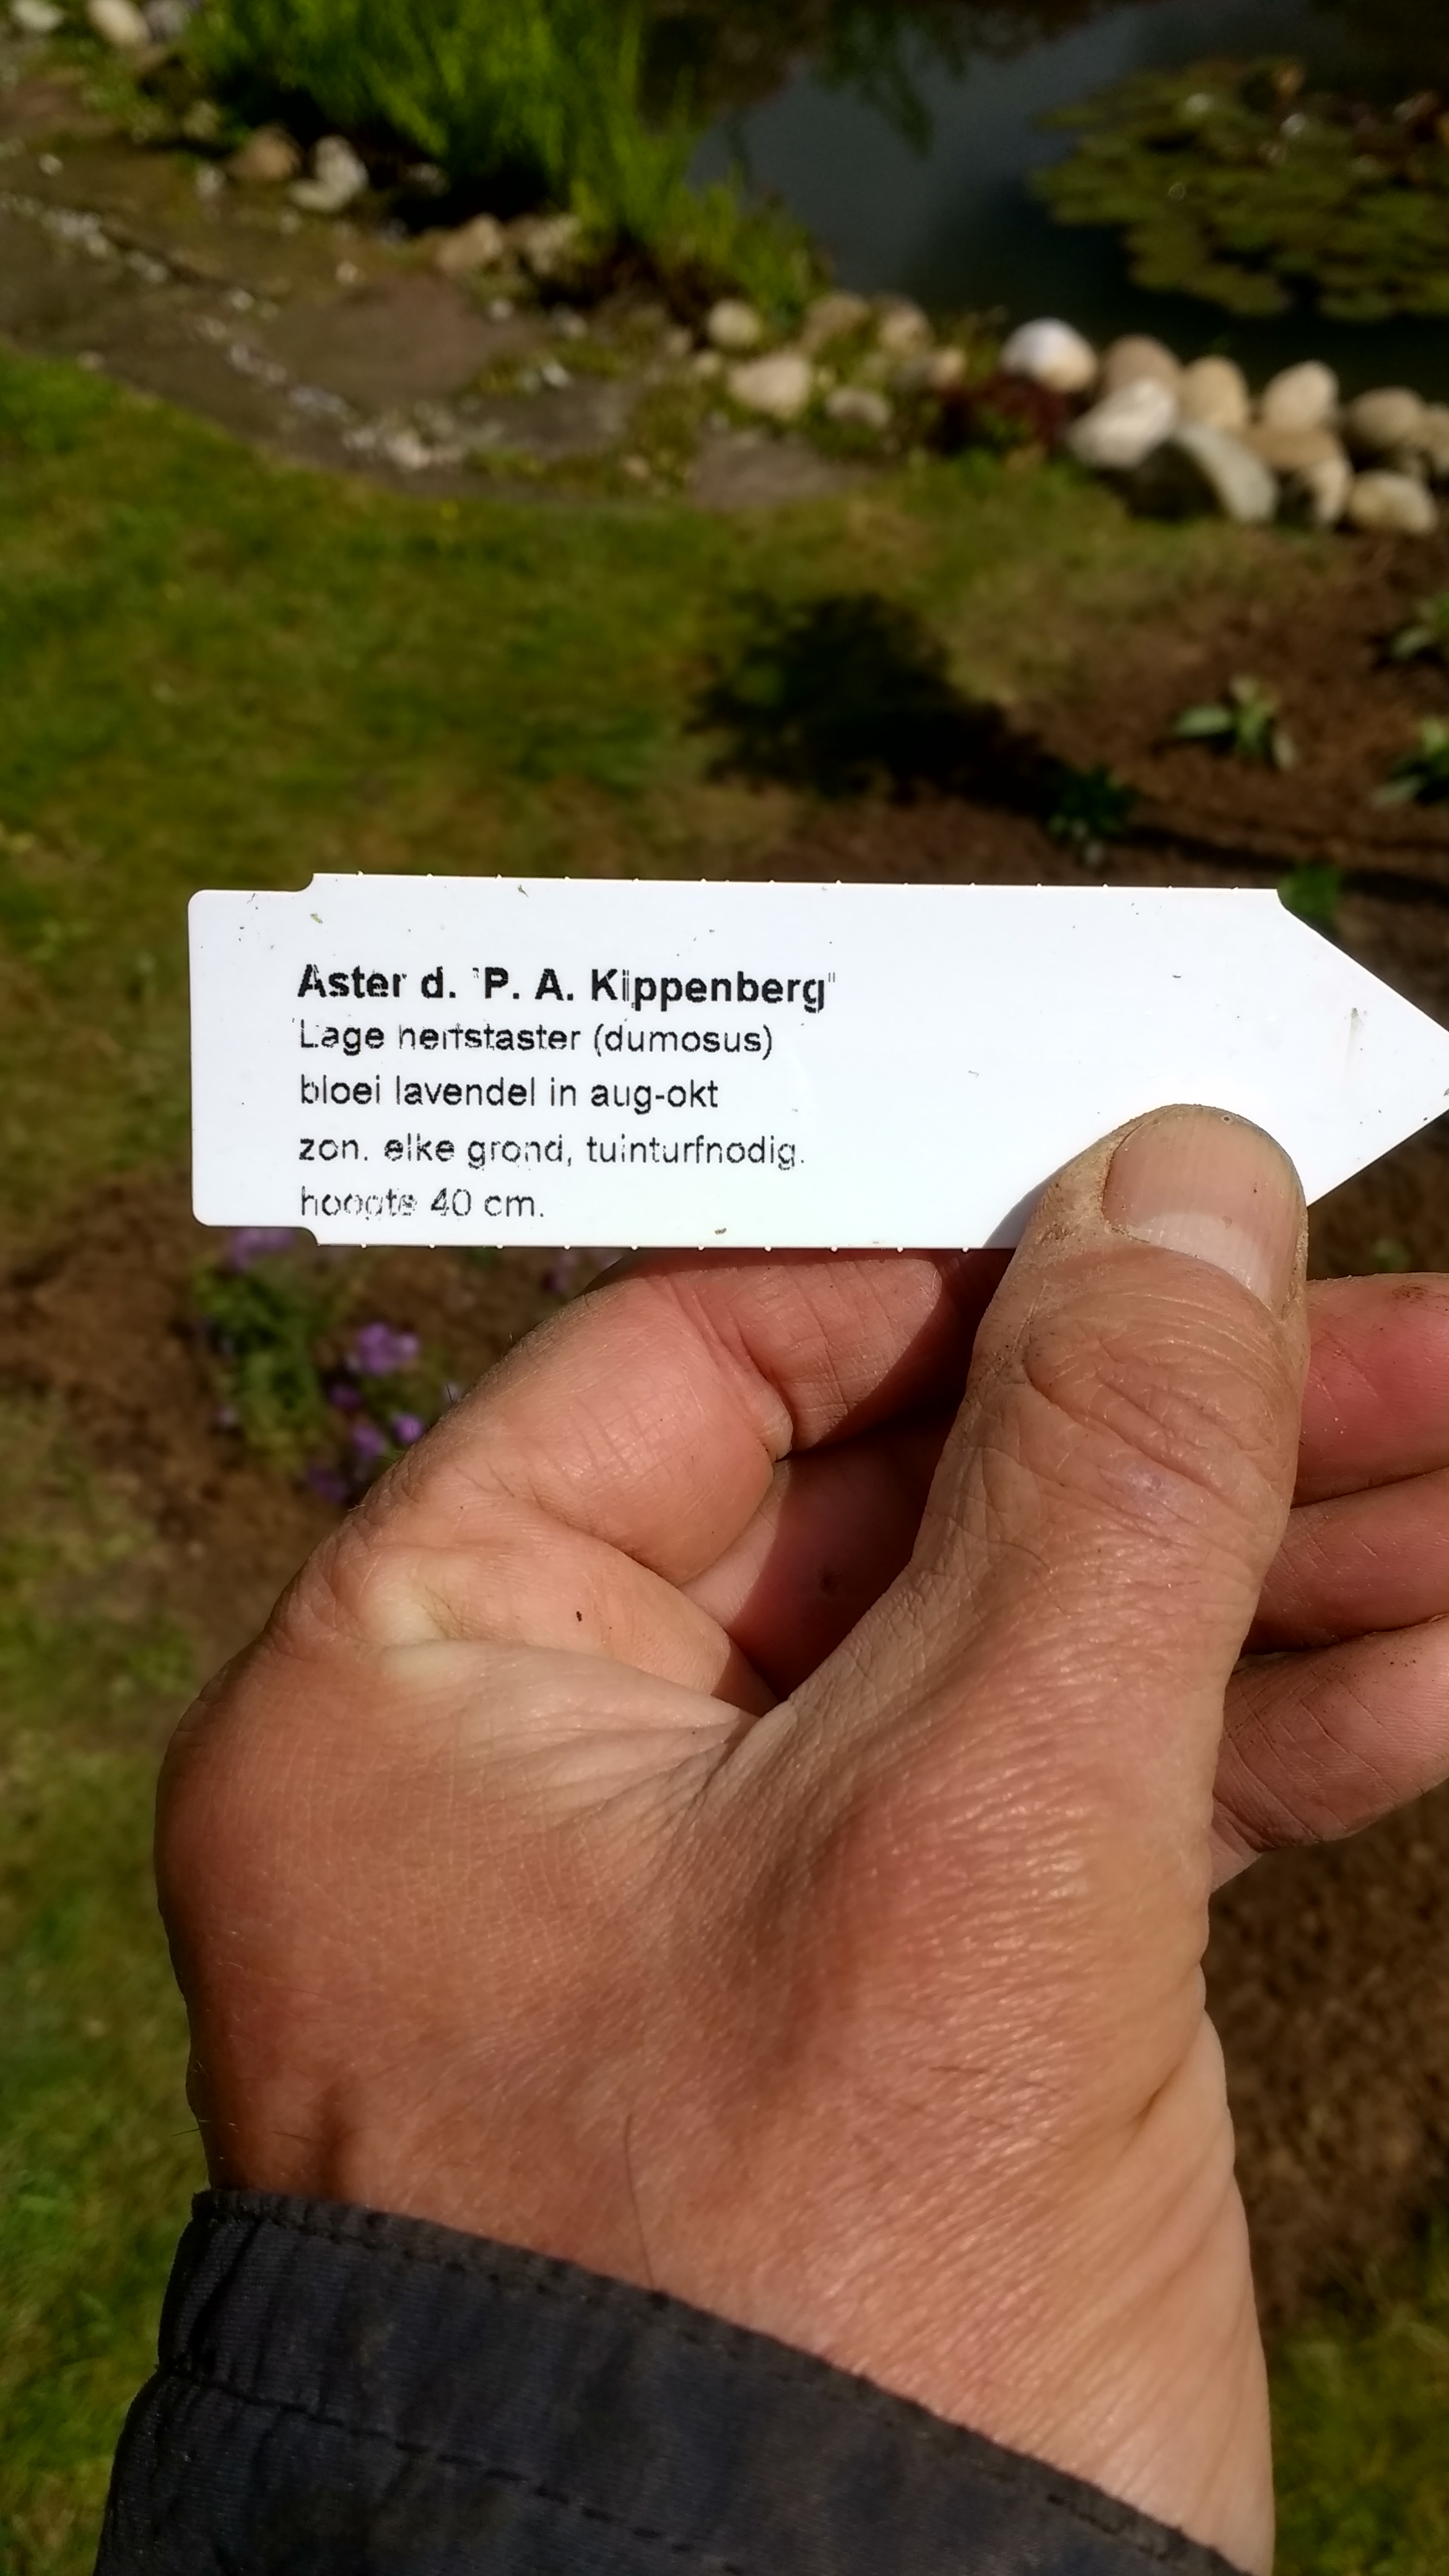 Aster d. "P. A. Kippenberg"
Lage herfstaster (dumosus)
bloei lavendel in aug-okt
zon. elke grond, tuinturfnodig.
hoogte 40 cm.